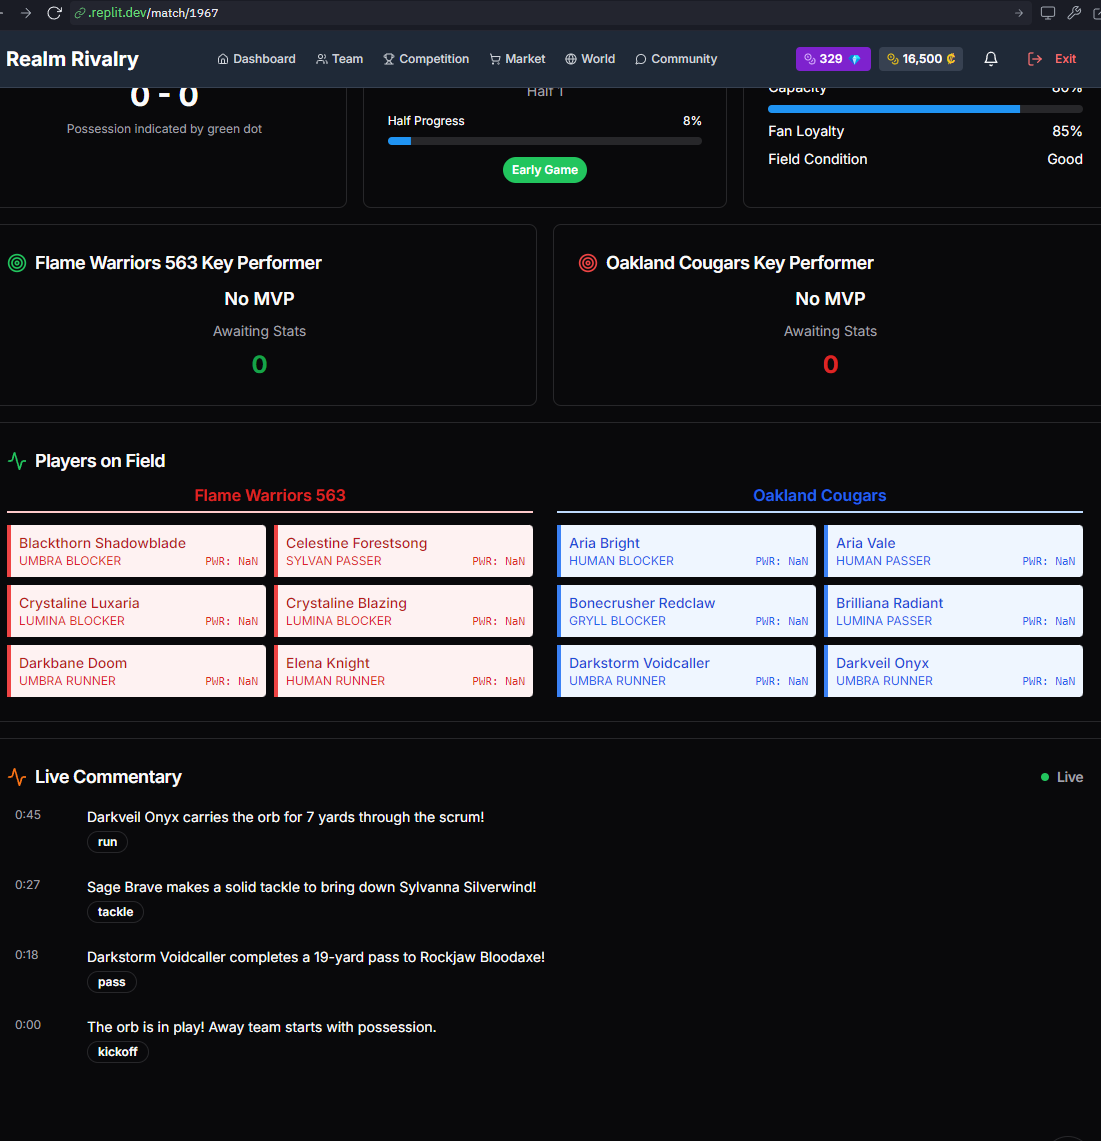 .replit.dev/match/1967
Realm Rivalry
Dashboard
Team
Competition
Market
World
Community
329
16,500 ₡
Exit
0 - 0
Possession indicated by green dot
Half 1
Half Progress
8%
Early Game
Capacity
80%
Fan Loyalty
85%
Field Condition
Good
Flame Warriors 563 Key Performer
No MVP
Awaiting Stats
0
Oakland Cougars Key Performer
No MVP
Awaiting Stats
0
Players on Field
Flame Warriors 563
Blackthorn Shadowblade
UMBRA BLOCKER
PWR: NaN
Celestine Forestsong
SYLVAN PASSER
PWR: NaN
Crystaline Luxaria
LUMINA BLOCKER
PWR: NaN
Crystaline Blazing
LUMINA BLOCKER
PWR: NaN
Darkbane Doom
UMBRA RUNNER
PWR: NaN
Elena Knight
HUMAN RUNNER
PWR: NaN
Oakland Cougars
Aria Bright
HUMAN BLOCKER
PWR: NaN
Aria Vale
HUMAN PASSER
PWR: NaN
Bonecrusher Redclaw
GRYLL BLOCKER
PWR: NaN
Brilliana Radiant
LUMINA PASSER
PWR: NaN
Darkstorm Voidcaller
UMBRA RUNNER
PWR: NaN
Darkveil Onyx
UMBRA RUNNER
PWR: NaN
Live Commentary
Live
0:45
Darkveil Onyx carries the orb for 7 yards through the scrum!
run
0:27
Sage Brave makes a solid tackle to bring down Sylvanna Silverwind!
tackle
0:18
Darkstorm Voidcaller completes a 19-yard pass to Rockjaw Bloodaxe!
pass
0:00
The orb is in play! Away team starts with possession.
kickoff